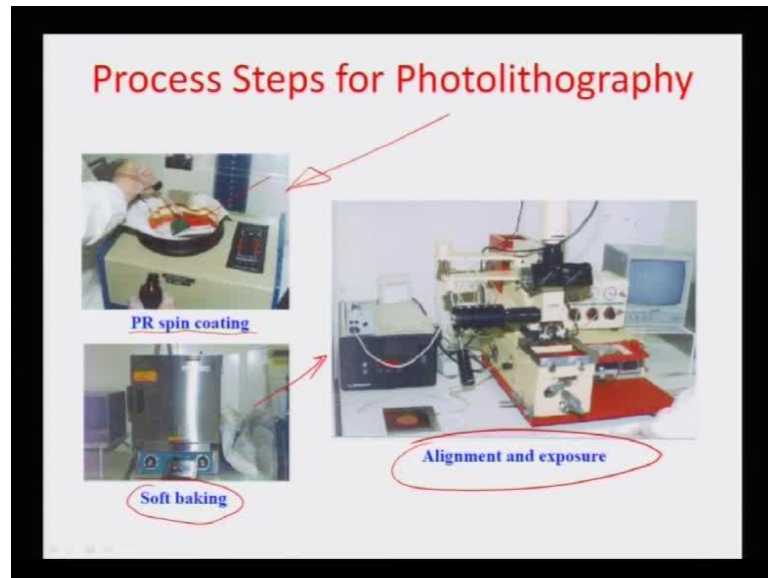 Process Steps for Photolithography
PR spin coating
Soft baking
Alignment and exposure